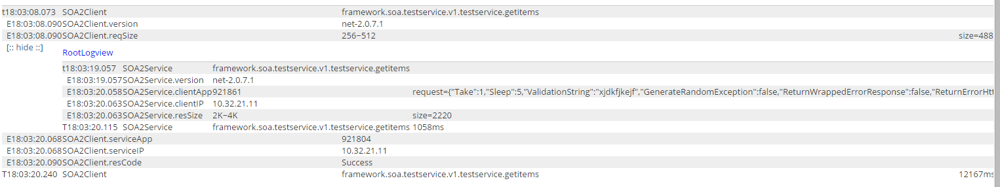 t18:03:08.073 SOA2Client framework.soa.testservice.v1.testservice.getitems
E18:03:08.090SOA2Client.version net-2.0.7.1
E18:03:08.090SOA2Client.reqSize 256~512 size=488
[:: hide ::]
RootLogview
t18:03:19.057 SOA2Service framework.soa.testservice.v1.testservice.getitems
E18:03:19.057SOA2Service.version net-2.0.7.1
E18:03:20.058SOA2Service.clientApp921861 request={"Take":1,"Sleep":5,"ValidationString":"xjdkfjkejf","GenerateRandomException":false,"ReturnWrappedErrorResponse":false,"ReturnErrorHtt
E18:03:20.063SOA2Service.clientIP 10.32.21.11
E18:03:20.063SOA2Service.resSize 2K~4K size=2220
T18:03:20.115 SOA2Service framework.soa.testservice.v1.testservice.getitems 1058ms
E18:03:20.068SOA2Client.serviceApp 921804
E18:03:20.068SOA2Client.serviceIP 10.32.21.11
E18:03:20.090SOA2Client.resCode Success
T18:03:20.240 SOA2Client framework.soa.testservice.v1.testservice.getitems 12167ms